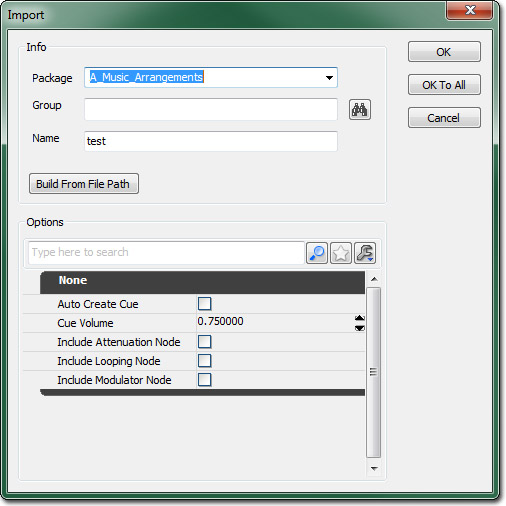 Import
Info
Package A_Music_Arrangements
Group
Name test
Build From File Path
OK
OK To All
Cancel
Options
Type here to search
None
Auto Create Cue
Cue Volume 0.750000
Include Attenuation Node
Include Looping Node
Include Modulator Node